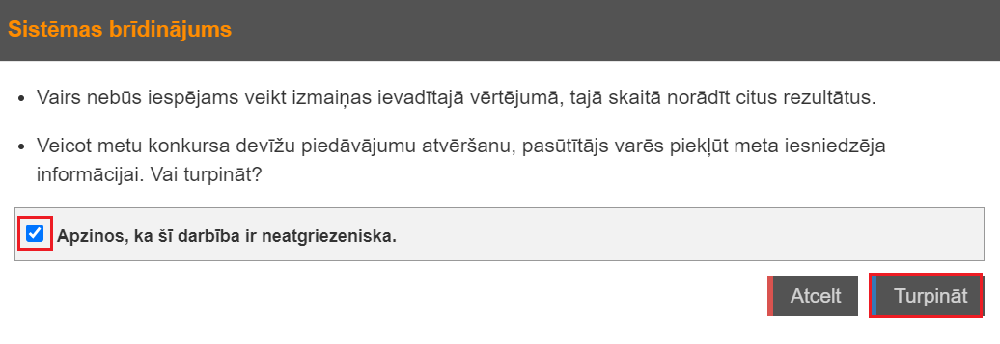 Sistēmas brīdinājums
• Vairs nebūs iespējams veikt izmaiņas ievadītajā vērtējumā, tajā skaitā norādīt citus rezultātus.
• Veicot metu konkursa devīžu piedāvājumu atvēršanu, pasūtītājs varēs piekļūt meta iesniedzēja
informācijai. Vai turpināt?
Apzinos, ka šī darbība ir neatgriezeniska.
Atcelt Turpināt